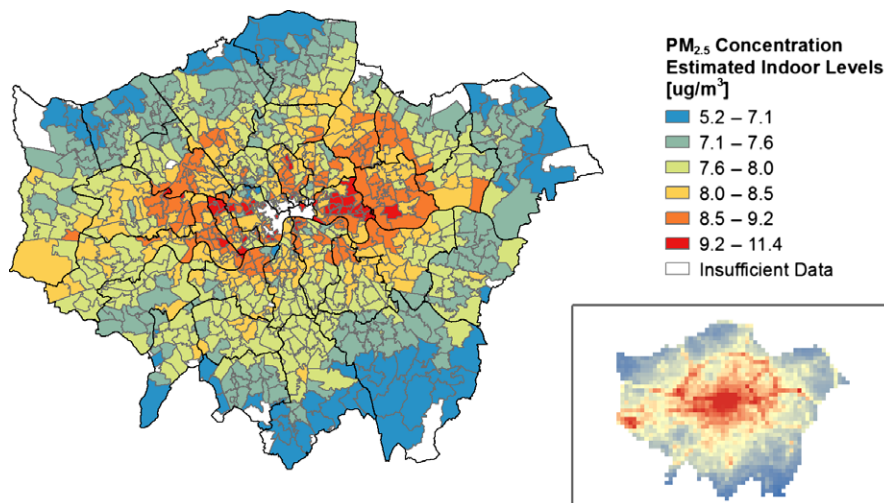 PM2.5 Concentration
Estimated Indoor Levels
[ug/m³]
5.2 – 7.1
7.1 – 7.6
7.6 – 8.0
8.0 – 8.5
8.5 – 9.2
9.2 – 11.4
Insufficient Data